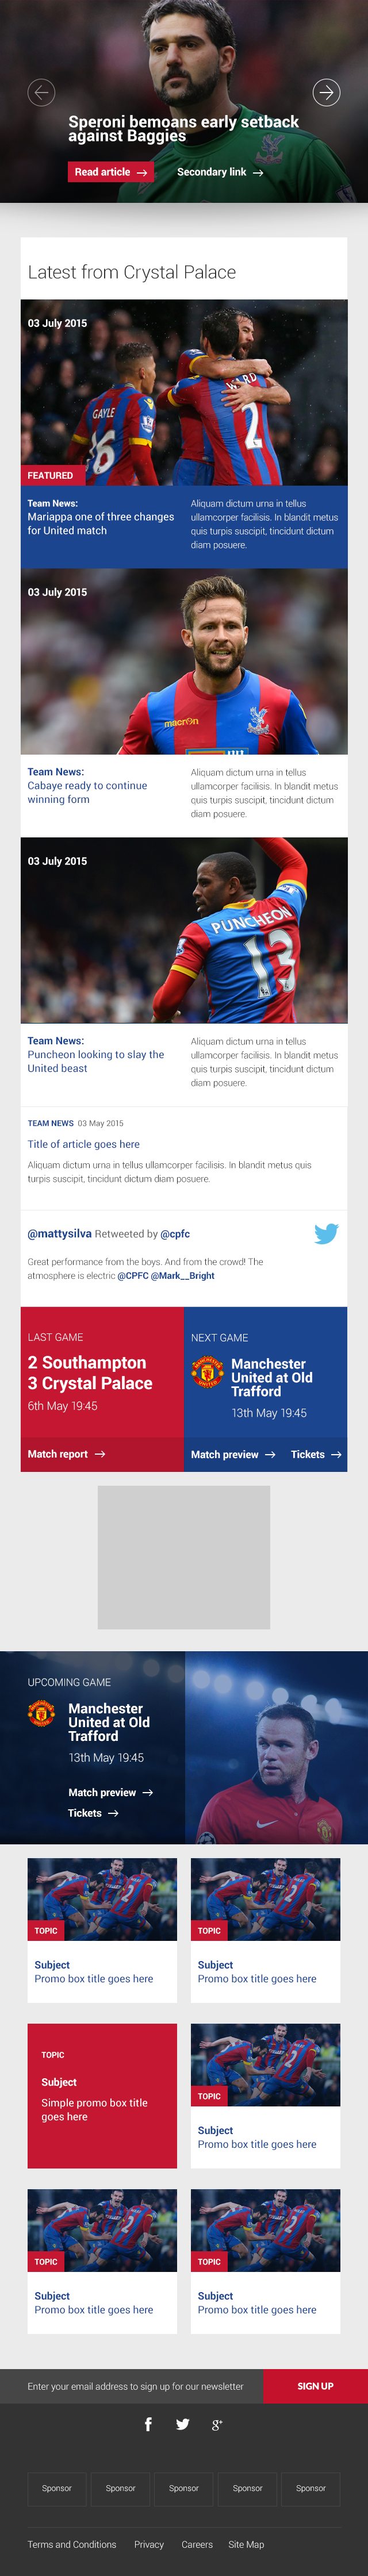 Speroni bemoans early setback
against Baggies
Read article
Secondary link
Latest from Crystal Palace
03 July 2015
GAYLE
WARD
2
FEATURED
Team News:
Mariappa one of three changes
for United match
Aliquam dictum urna in tellus
ullamcorper facilisis. In blandit metus
quis turpis suscipit, tincidunt dictum
diam posuere.
03 July 2015
macron
Team News:
Cabaye ready to continue
winning form
Aliquam dictum urna in tellus
ullamcorper facilisis. In blandit metus
quis turpis suscipit, tincidunt dictum
diam posuere.
03 July 2015
PUNCHEON
13
Team News:
Puncheon looking to slay the
United beast
Aliquam dictum urna in tellus
ullamcorper facilisis. In blandit metus
quis turpis suscipit, tincidunt dictum
diam posuere.
TEAM NEWS 03 May 2015
Title of article goes here
Aliquam dictum urna in tellus ullamcorper facilisis. In blandit metus quis
turpis suscipit, tincidunt dictum diam posuere.
@mattysilva Retweeted by @cpfc
Great performance from the boys. And from the crowd! The
atmosphere is electric @CPFC @Mark__Bright
LAST GAME
2 Southampton
3 Crystal Palace
6th May 19:45
Match report
NEXT GAME
Manchester
United at Old
Trafford
13th May 19:45
Match preview
Tickets
UPCOMING GAME
Manchester
United at Old
Trafford
13th May 19:45
Match preview
Tickets
TOPIC
Subject
Promo box title goes here
TOPIC
Subject
Promo box title goes here
TOPIC
Subject
Simple promo box title
goes here
TOPIC
Subject
Promo box title goes here
TOPIC
Subject
Promo box title goes here
TOPIC
Subject
Promo box title goes here
Enter your email address to sign up for our newsletter
SIGN UP
f
g+
Sponsor
Sponsor
Sponsor
Sponsor
Sponsor
Terms and Conditions
Privacy
Careers
Site Map